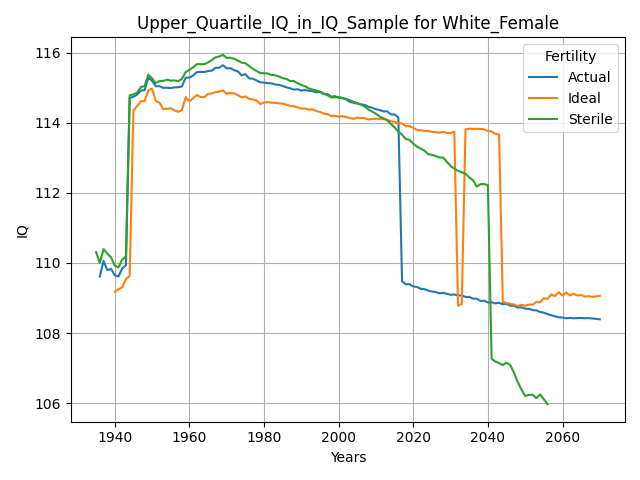 Upper_Quartile_IQ_in_IQ_Sample for White_Female
Fertility
Actual
Ideal
Sterile
116
114
112
110
108
106
IQ
1940 1960 1980 2000 2020 2040 2060
Years